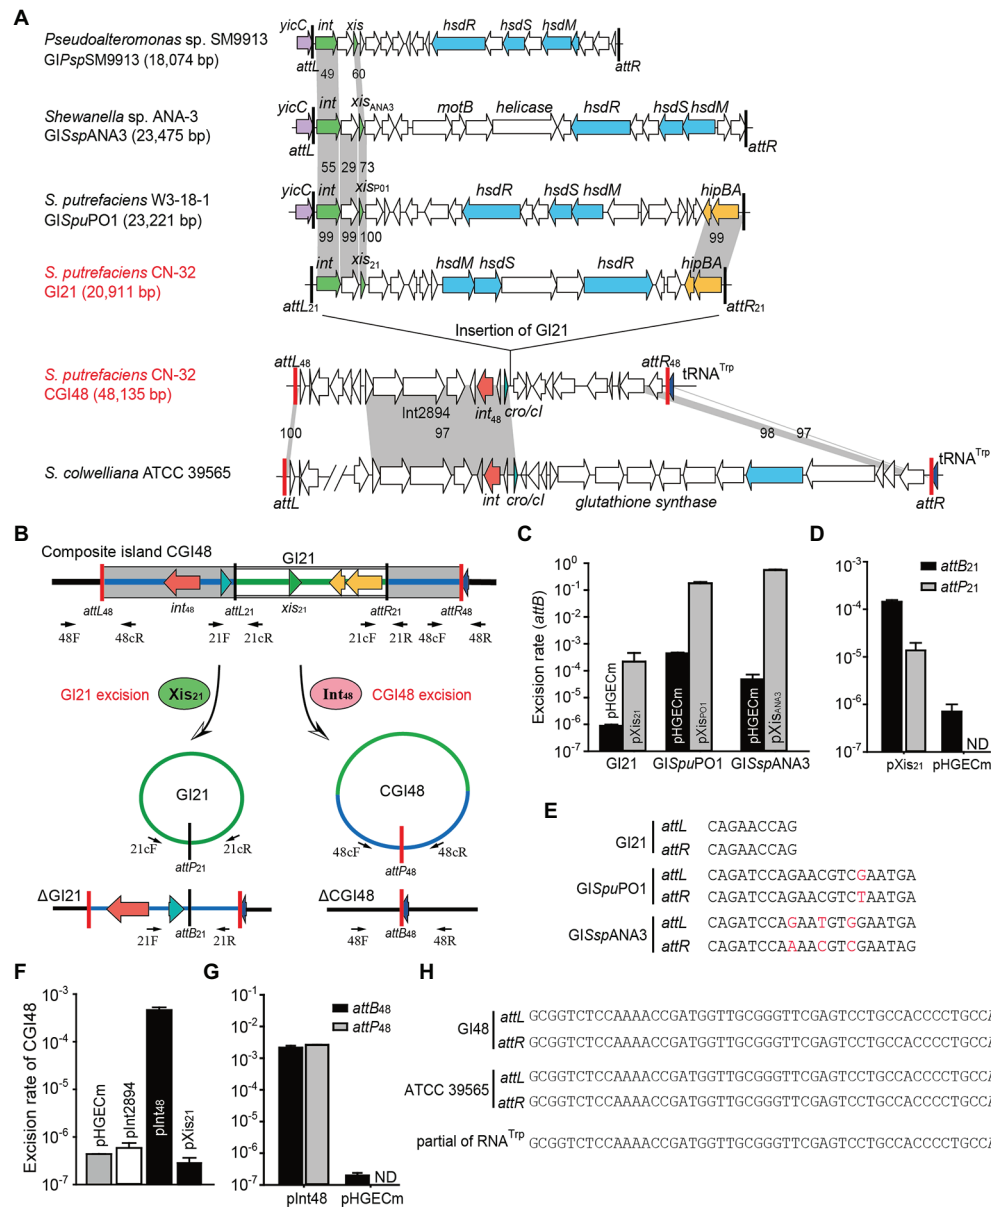 A
Pseudoalteromonas sp. SM9913
GIPspSM9913 (18,074 bp)
yicC int xis hsdR hsdS hsdM
attL attR
49 60
Shewanella sp. ANA-3
GISspANA3 (23,475 bp)
yicC int xisANA3 motB helicase hsdR hsdS hsdM
attL attR
55 29 73
S. putrefaciens W3-18-1
GISpuPO1 (23,221 bp)
yicC int xisP01 hsdR hsdS hsdM hipBA
99 99 100 99
S. putrefaciens CN-32
GI21 (20,911 bp)
int xis21 hsdM hsdS hsdR hipBA
attL21 attR21
Insertion of GI21
S. putrefaciens CN-32
CGI48 (48,135 bp)
attL48 attR48 tRNATrp
Int2894 int48 cro/cI
100 97 98 97
S. colwelliana ATCC 39565
tRNATrp
attL int cro/cI glutathione synthase attR
B
Composite island CGI48 GI21
attL48 int48 attL21 xis21 attR21 attR48
48F 48cR 21F 21cR 21cF 21R 48cF 48R
GI21 excision Xis21 Int48 CGI48 excision
GI21 CGI48
21cF 21cR attP21
48cF 48cR attP48
ΔGI21 ΔCGI48
21F attB21 21R
48F attB48 48R
C
Excision rate (attB)
10^0
10^-1
10^-2
10^-3
10^-4
10^-5
10^-6
10^-7
pHGECm pXis21 pHGECm pXisPO1 pHGECm pXisANA3
GI21 GISpuPO1 GISspANA3
D
attB21
attP21
10^-3
10^-4
10^-5
10^-6
10^-7
ND
pXis21 pHGECm
E
GI21
attL CAGAACCAG
attR CAGAACCAG
GISpuPO1
attL CAGATCCAGAACGTCGAATGA
attR CAGATCCAGAACGTCTAATGA
GISspANA3
attL CAGATCCAGAATGTGGAATGA
attR CAGATCCAAAACGTCGAATAG
F
Excision rate of CGI48
10^-3
10^-4
10^-5
10^-6
10^-7
pHGECm pInt2894 pInt48 pXis21
G
10^-1
10^-2
10^-3
10^-4
10^-5
10^-6
10^-7
attB48
attP48
ND
pInt48 pHGECm
H
GI48
attL GCGGTCTCCAAAACCGATGGTTGCGGGTTCGAGTCCTGCCACCCCTGCCA
attR GCGGTCTCCAAAACCGATGGTTGCGGGTTCGAGTCCTGCCACCCCTGCCA
ATCC 39565
attL GCGGTCTCCAAAACCGATGGTTGCGGGTTCGAGTCCTGCCACCCCTGCCA
attR GCGGTCTCCAAAACCGATGGTTGCGGGTTCGAGTCCTGCCACCCCTGCCA
partial of RNATrp GCGGTCTCCAAAACCGATGGTTGCGGGTTCGAGTCCTGCCACCCCTGCCA